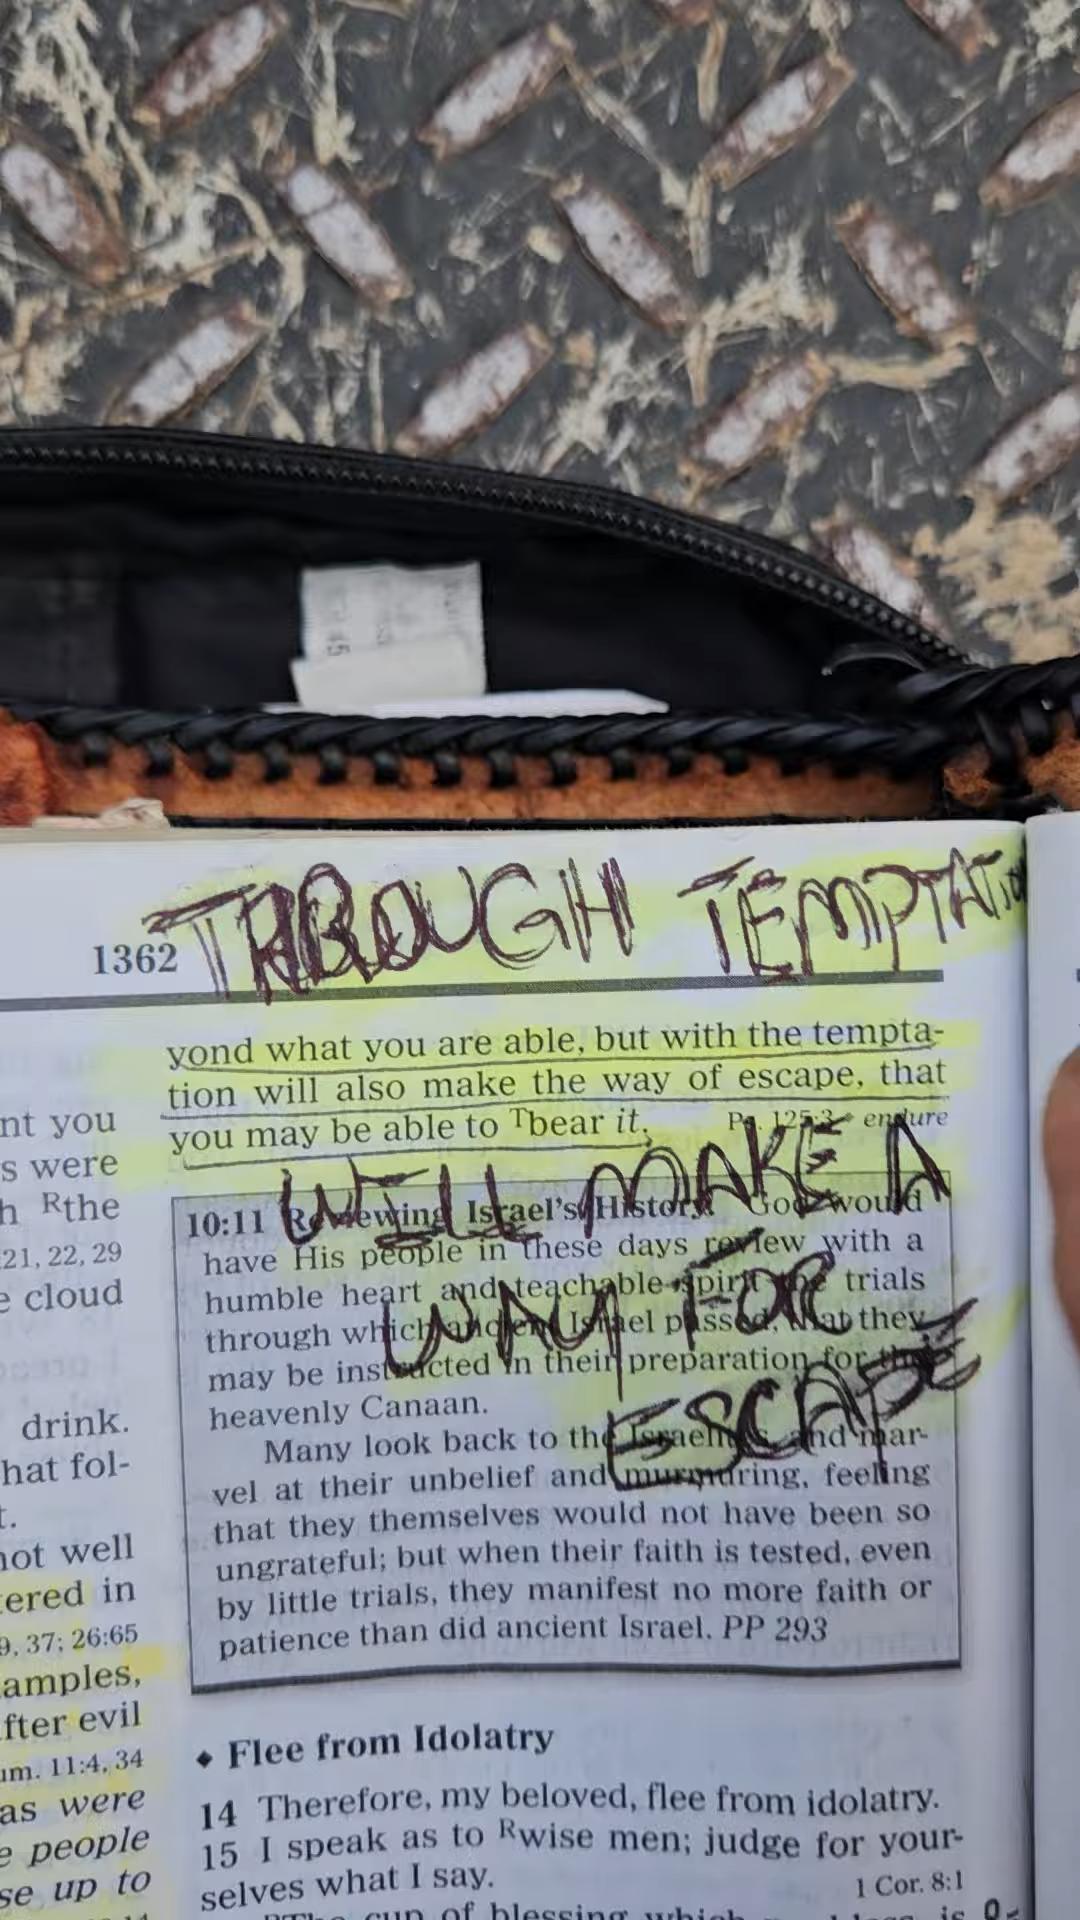 THROUGH TEMPTATION
1362
yond what you are able, but with the tempta-
tion will also make the way of escape, that
you may be able to Tbear it.
Ps. 125:3 • endure
WILL MAKE A
WAY FOR
ESCAPE
10:11 Reviewing Israel's History. God would
have His people in these days review with a
humble heart and teachable spirit the trials
through which ancient Israel passed, that they
may be instructed in their preparation for their
heavenly Canaan.
Many look back to the Israelites, and mar-
vel at their unbelief and murmuring, feeling
that they themselves would not have been so
ungrateful; but when their faith is tested, even
by little trials, they manifest no more faith or
patience than did ancient Israel. PP 293
◆ Flee from Idolatry
14 Therefore, my beloved, flee from idolatry.
15 I speak as to Rwise men; judge for your-
selves what I say.
1 Cor. 8:1
cup of blessing which
is
nt you
s were
h Rthe
21, 22, 29
e cloud
drink.
hat fol-
t.
not well
tered in
9, 37; 26:65
amples,
fter evil
um. 11:4, 34
as were
e people
se up to